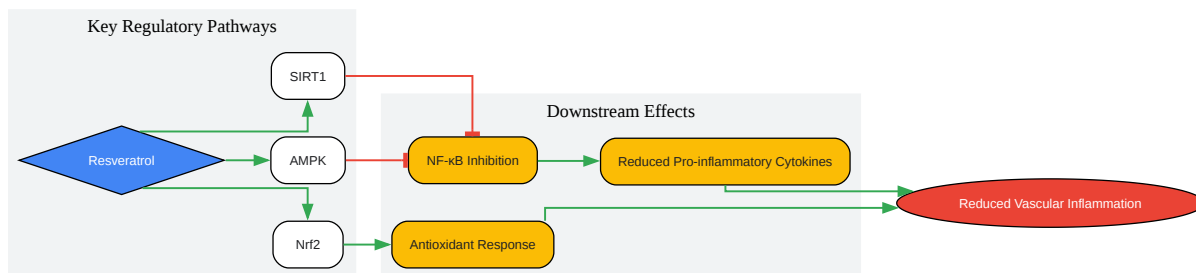 Key Regulatory Pathways
SIRT1
Resveratrol
AMPK
Nrf2
Downstream Effects
NF-κB Inhibition
Reduced Pro-inflammatory Cytokines
Antioxidant Response
Reduced Vascular Inflammation